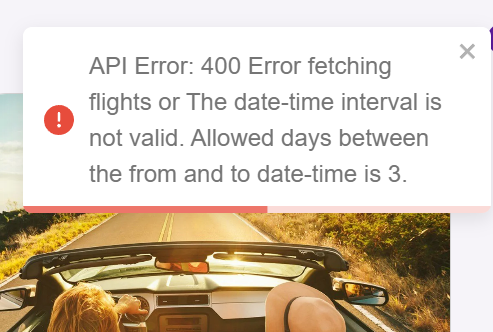 API Error: 400 Error fetching
flights or The date-time interval is
not valid. Allowed days between
the from and to date-time is 3.